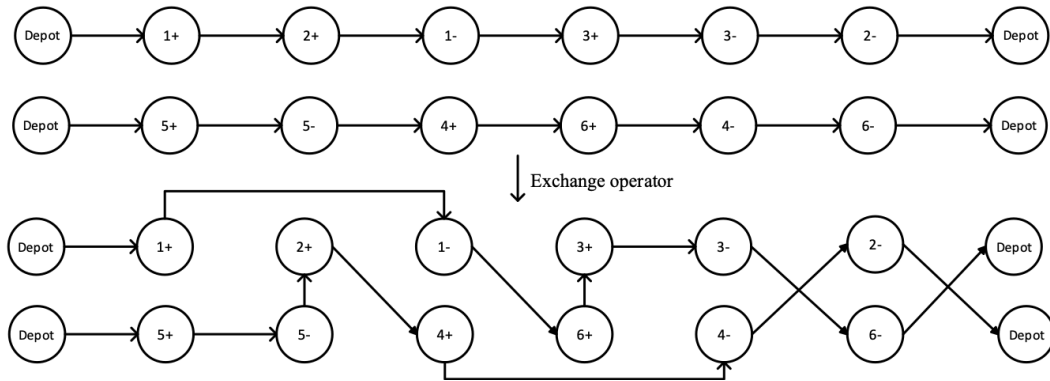 Depot 1+ 2+ 1- 3+ 3- 2- Depot
Depot 5+ 5- 4+ 6+ 4- 6- Depot
Exchange operator
Depot 1+ 2+ 1- 3+ 3- 2- Depot
Depot 5+ 5- 4+ 6+ 4- 6- Depot